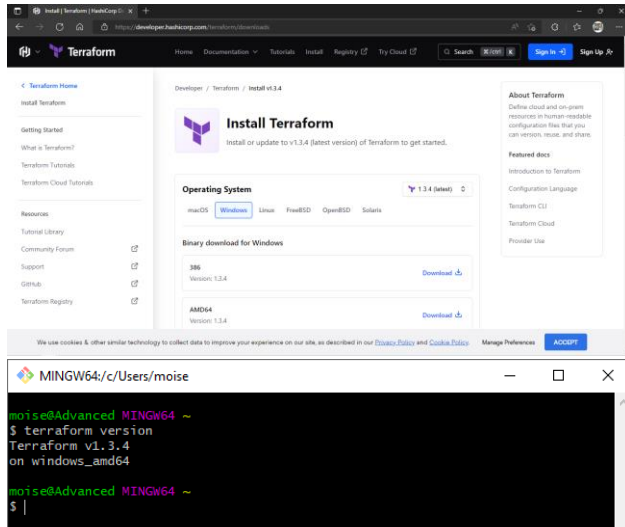 Install | Terraform | HashiCorp D
https://developer.hashicorp.com/terraform/downloads
Terraform
Home Documentation Tutorials Install Registry Try Cloud Search ⌘/ctrl K Sign In Sign Up
Terraform Home
Install Terraform
Getting Started
What is Terraform?
Terraform Tutorials
Terraform Cloud Tutorials
Resources
Tutorial Library
Community Forum
Support
GitHub
Terraform Registry
Developer / Terraform / Install v1.3.4
Install Terraform
Install or update to v1.3.4 (latest version) of Terraform to get started.
Operating System
1.3.4 (latest)
macOS Windows Linux FreeBSD OpenBSD Solaris
Binary download for Windows
386
Version: 1.3.4
Download
AMD64
Version: 1.3.4
Download
About Terraform
Define cloud and on-prem
resources in human-readable
configuration files that you
can version, reuse, and share.
Featured docs
Introduction to Terraform
Configuration Language
Terraform CLI
Terraform Cloud
Provider Use
We use cookies & other similar technology to collect data to improve your experience on our site, as described in our Privacy Policy and Cookie Policy. Manage Preferences ACCEPT
MINGW64:/c/Users/moise
moise@Advanced MINGW64 ~
$ terraform version
Terraform v1.3.4
on windows_amd64
moise@Advanced MINGW64 ~
$